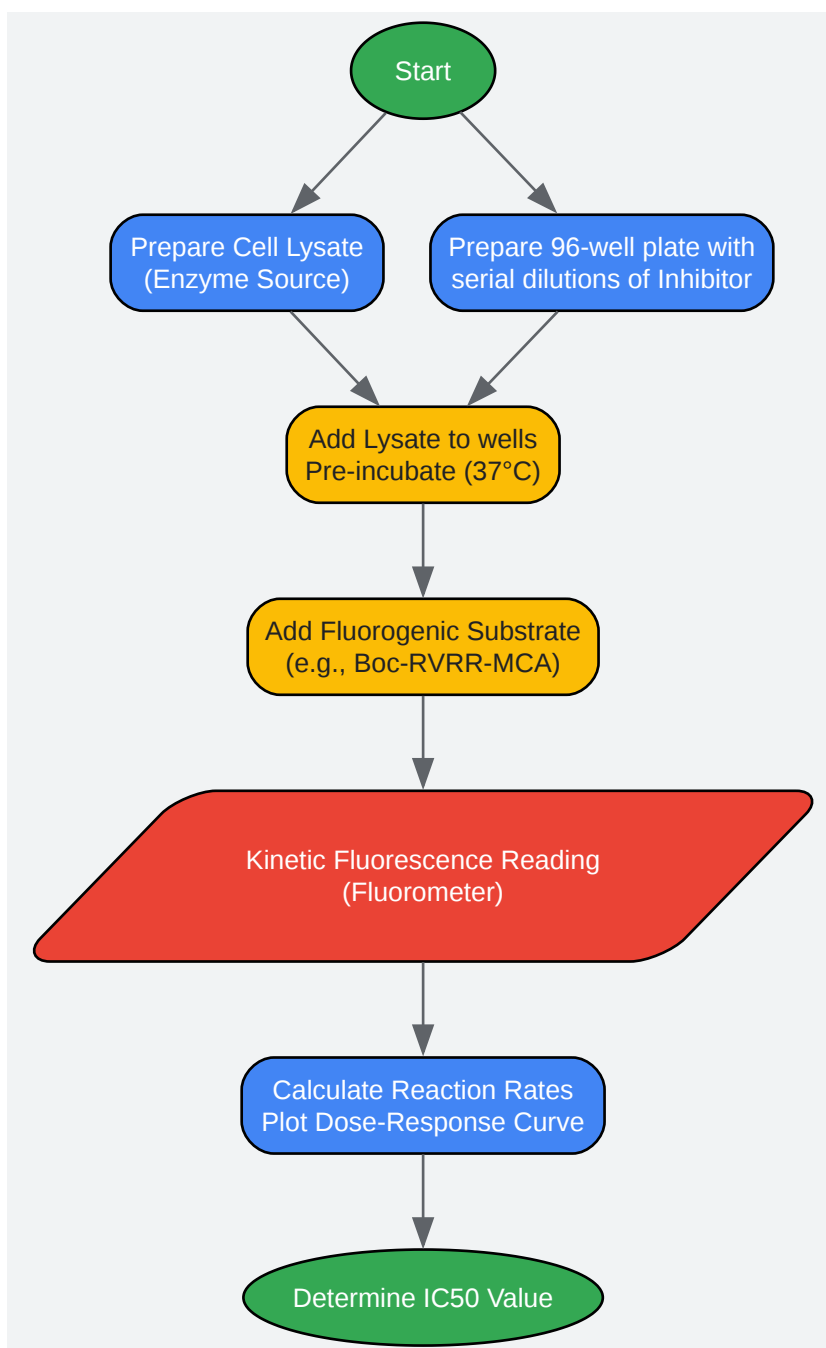 Start
Prepare Cell Lysate
(Enzyme Source)
Prepare 96-well plate with
serial dilutions of Inhibitor
Add Lysate to wells
Pre-incubate (37°C)
Add Fluorogenic Substrate
(e.g., Boc-RVRR-MCA)
Kinetic Fluorescence Reading
(Fluorometer)
Calculate Reaction Rates
Plot Dose-Response Curve
Determine IC50 Value